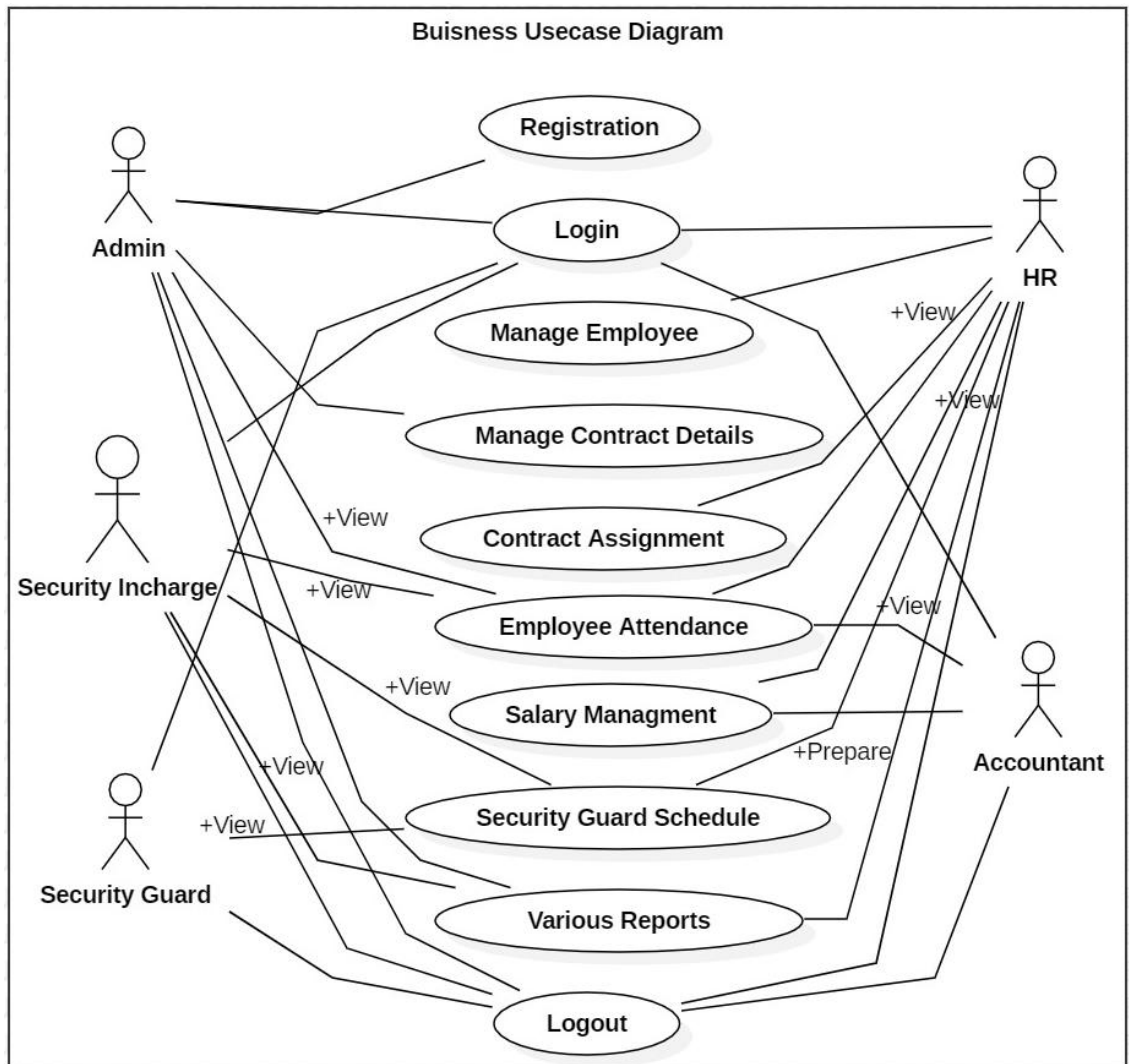 Buisness Usecase Diagram
Registration
Admin
Login
HR
+View
Manage Employee
+View
Manage Contract Details
+View
Contract Assignment
Security Incharge
+View
+View
Employee Attendance
+View
Salary Managment
+View
+Prepare
Accountant
+View
Security Guard Schedule
Security Guard
Various Reports
Logout